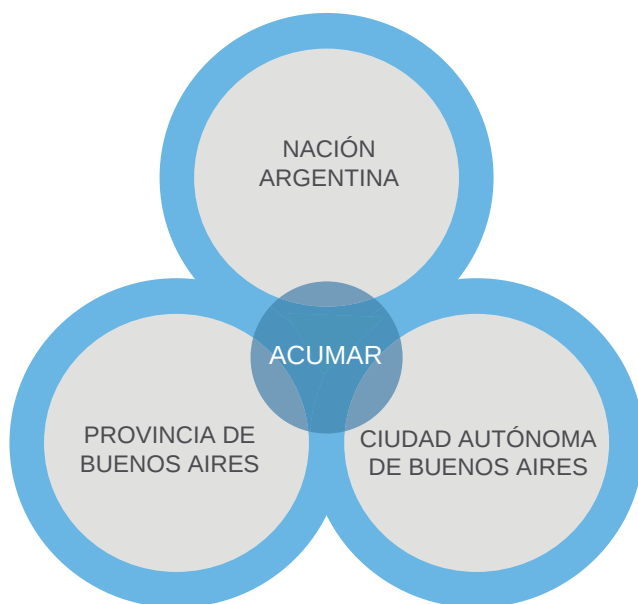 NACIÓN
ARGENTINA
ACUMAR
PROVINCIA DE
BUENOS AIRES
CIUDAD AUTÓNOMA
DE BUENOS AIRES